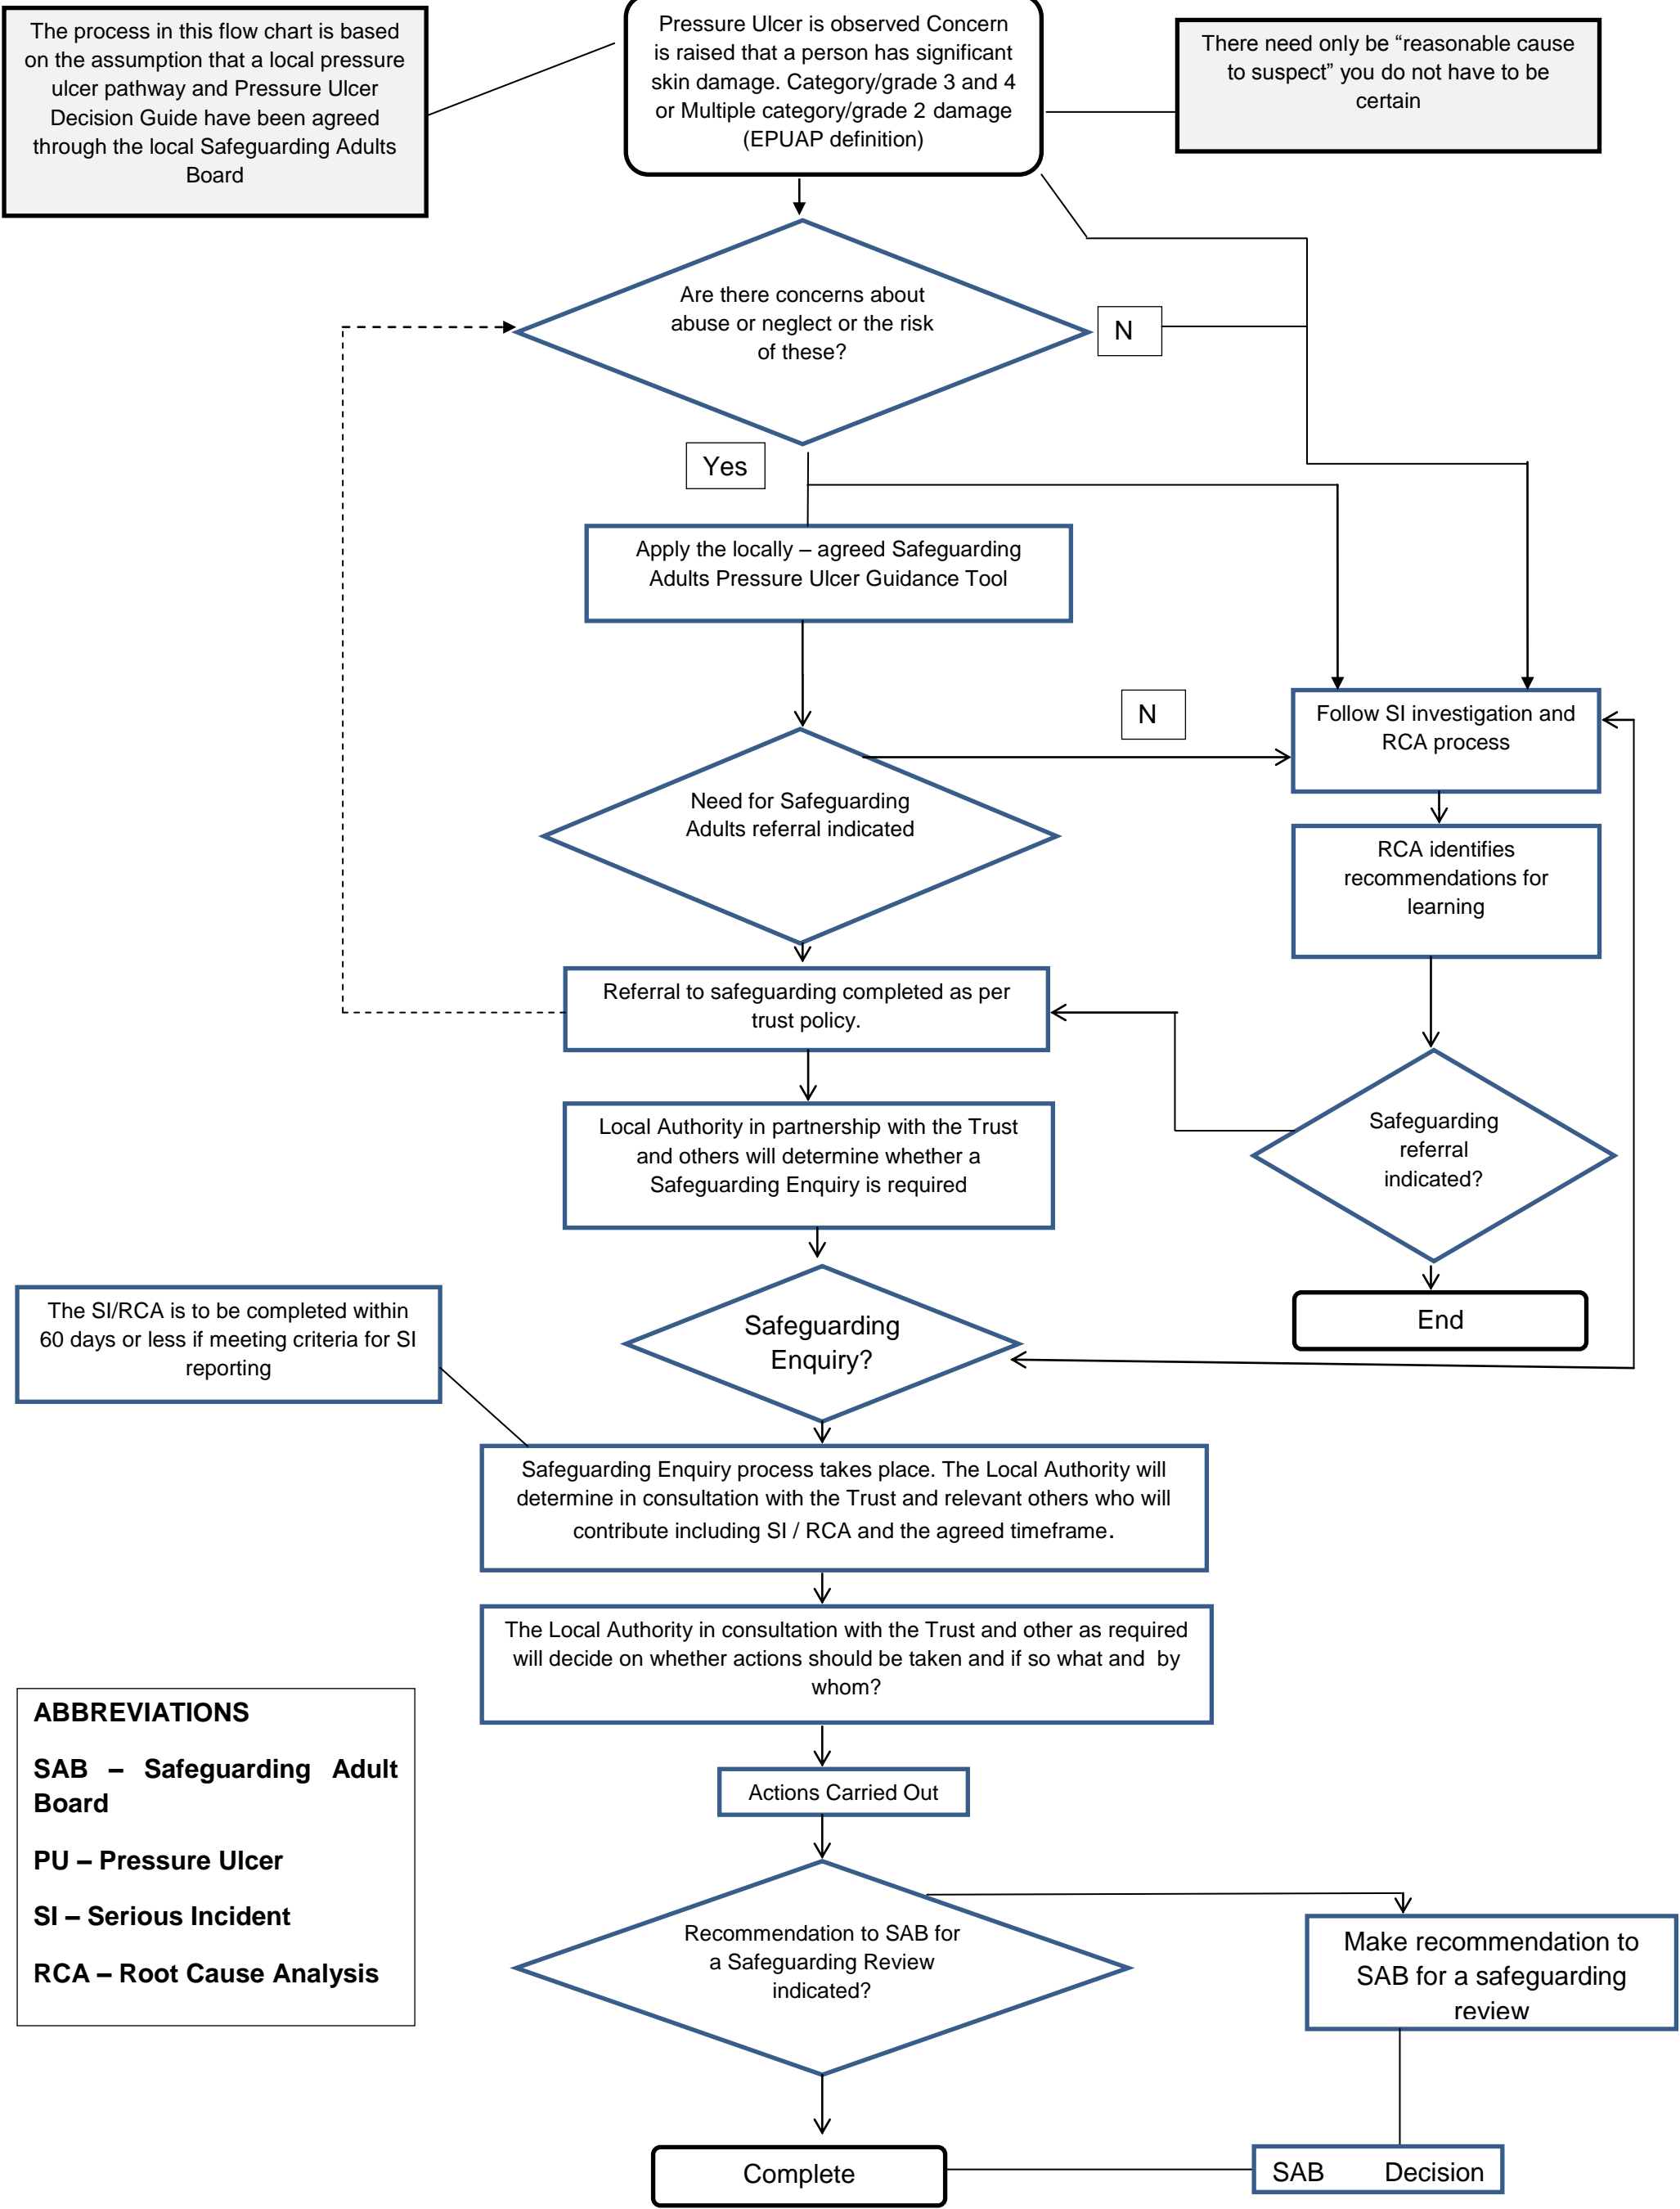 The process in this flow chart is based
on the assumption that a local pressure
ulcer pathway and Pressure Ulcer
Decision Guide have been agreed
through the local Safeguarding Adults
Board
Pressure Ulcer is observed Concern
is raised that a person has significant
skin damage. Category/grade 3 and 4
or Multiple category/grade 2 damage
(EPUAP definition)
There need only be “reasonable cause
to suspect” you do not have to be
certain
Are there concerns about
abuse or neglect or the risk
of these?
N
Yes
Apply the locally – agreed Safeguarding
Adults Pressure Ulcer Guidance Tool
N
Follow SI investigation and
RCA process
Need for Safeguarding
Adults referral indicated
RCA identifies
recommendations for
learning
Referral to safeguarding completed as per
trust policy.
Local Authority in partnership with the Trust
and others will determine whether a
Safeguarding Enquiry is required
Safeguarding
referral
indicated?
End
The SI/RCA is to be completed within
60 days or less if meeting criteria for SI
reporting
Safeguarding
Enquiry?
Safeguarding Enquiry process takes place. The Local Authority will
determine in consultation with the Trust and relevant others who will
contribute including SI / RCA and the agreed timeframe.
The Local Authority in consultation with the Trust and other as required
will decide on whether actions should be taken and if so what and by
whom?
ABBREVIATIONS
SAB – Safeguarding Adult
Board
PU – Pressure Ulcer
SI – Serious Incident
RCA – Root Cause Analysis
Actions Carried Out
Recommendation to SAB for
a Safeguarding Review
indicated?
Make recommendation to
SAB for a safeguarding
review
Complete
SAB Decision